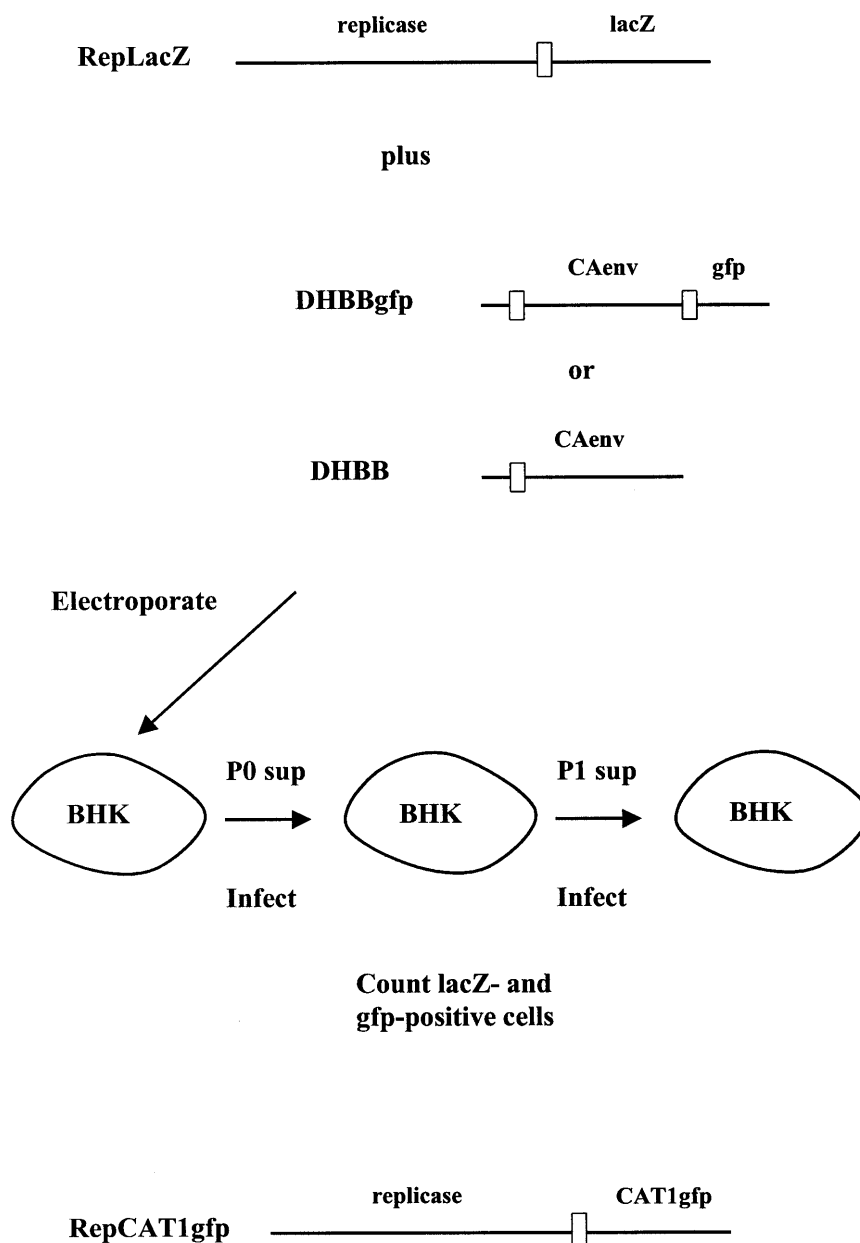 replicase lacZ
RepLacZ
plus
CAenv gfp
DHBBgfp
or
CAenv
DHBB
Electroporate
P0 sup P1 sup
BHK BHK BHK
Infect Infect
Count lacZ- and
gfp-positive cells
replicase CAT1gfp
RepCAT1gfp